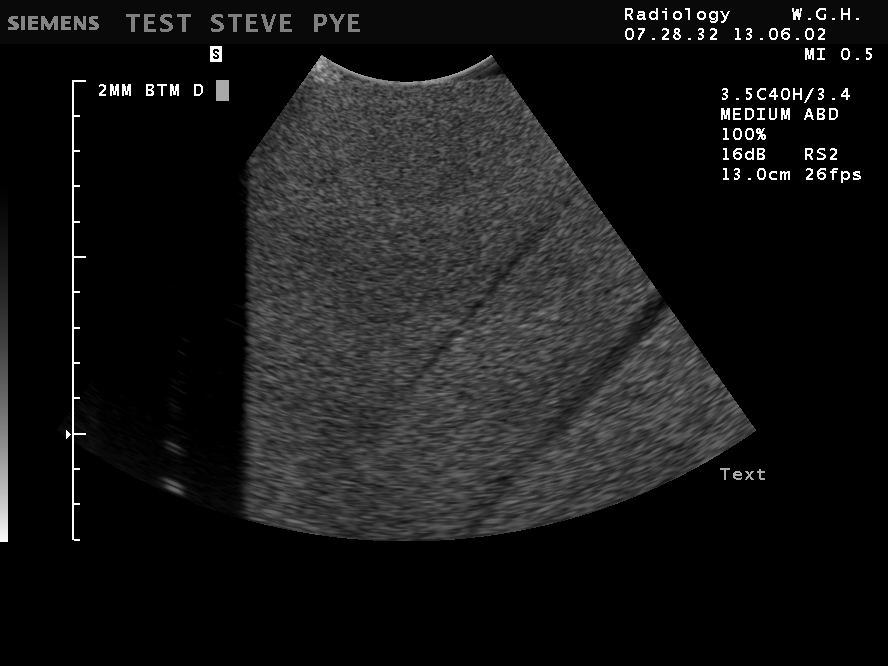 SIEMENS TEST STEVE PYE
Radiology W.G.H.
07.28.32 13.06.02
S
MI 0.5
2MM BTM D
3.5C40H/3.4
MEDIUM ABD
100%
16dB RS2
13.0cm 26fps
Text